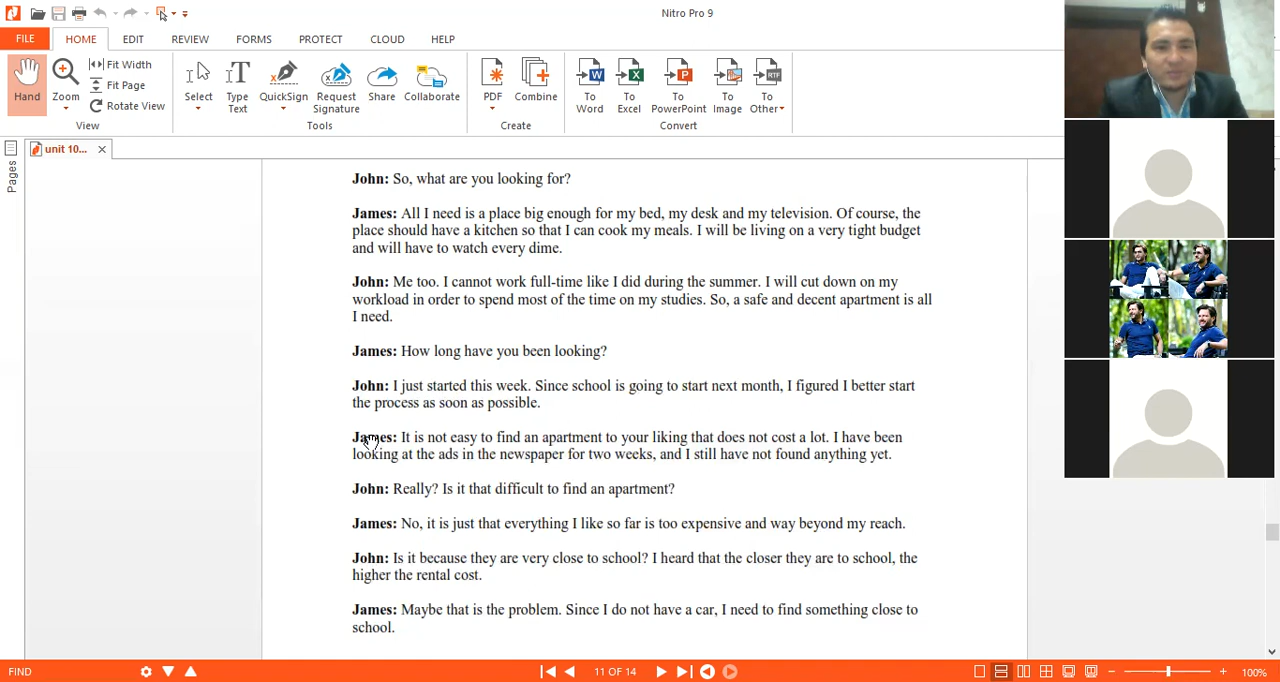 Nitro Pro 9
FILE HOME EDIT REVIEW FORMS PROTECT CLOUD HELP
Hand
Zoom
Fit Width
Fit Page
Rotate View
View
Select
Type Text
QuickSign
Request Signature
Share
Collaborate
Tools
PDF
Combine
Create
To Word
To Excel
To PowerPoint
To Image
To Other
Convert
unit 10...
Pages
John: So, what are you looking for?
James: All I need is a place big enough for my bed, my desk and my television. Of course, the
place should have a kitchen so that I can cook my meals. I will be living on a very tight budget
and will have to watch every dime.
John: Me too. I cannot work full-time like I did during the summer. I will cut down on my
workload in order to spend most of the time on my studies. So, a safe and decent apartment is all
I need.
James: How long have you been looking?
John: I just started this week. Since school is going to start next month, I figured I better start
the process as soon as possible.
James: It is not easy to find an apartment to your liking that does not cost a lot. I have been
looking at the ads in the newspaper for two weeks, and I still have not found anything yet.
John: Really? Is it that difficult to find an apartment?
James: No, it is just that everything I like so far is too expensive and way beyond my reach.
John: Is it because they are very close to school? I heard that the closer they are to school, the
higher the rental cost.
James: Maybe that is the problem. Since I do not have a car, I need to find something close to
school.
FIND
11 OF 14
100%